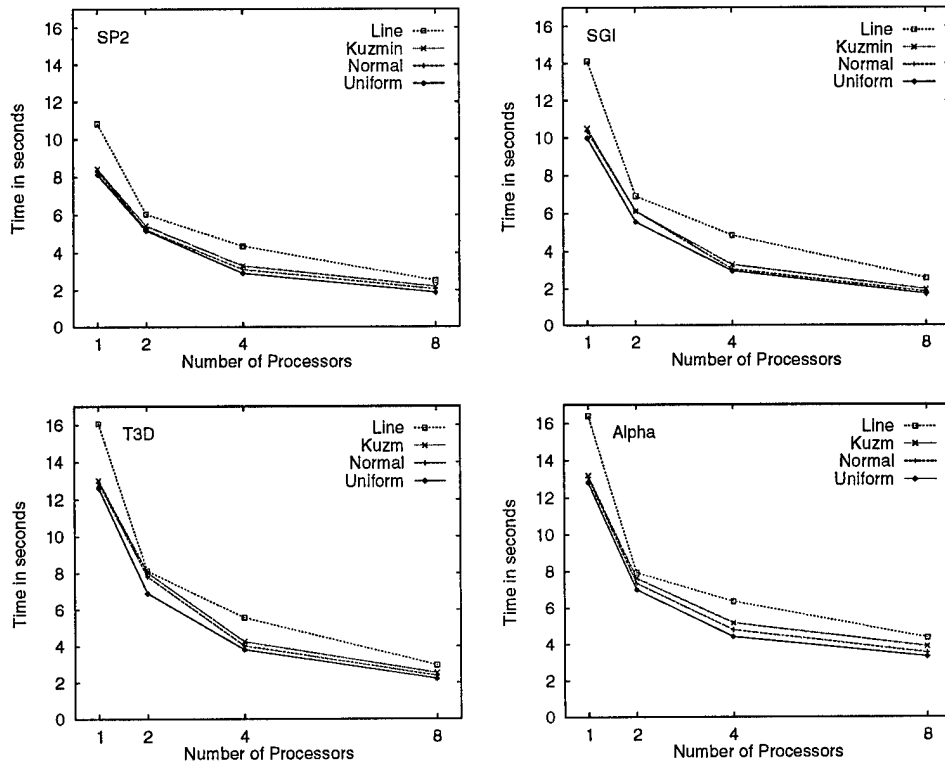 SP2
Line
Kuzmin
Normal
Uniform
16
14
12
10
8
6
4
2
0
Time in seconds
1 2 4 8
Number of Processors
SGI
Line
Kuzmin
Normal
Uniform
16
14
12
10
8
6
4
2
0
Time in seconds
1 2 4 8
Number of Processors
T3D
Line
Kuzm
Normal
Uniform
16
14
12
10
8
6
4
2
0
Time in seconds
1 2 4 8
Number of Processors
Alpha
Line
Kuzm
Normal
Uniform
16
14
12
10
8
6
4
2
0
Time in seconds
1 2 4 8
Number of Processors